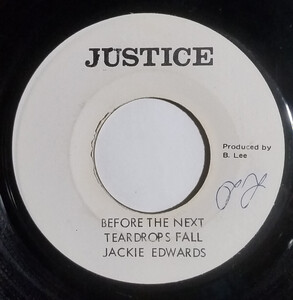 JUSTICE
Produced by
B. Lee
BEFORE THE NEXT
TEARDROPS FALL
JACKIE EDWARDS